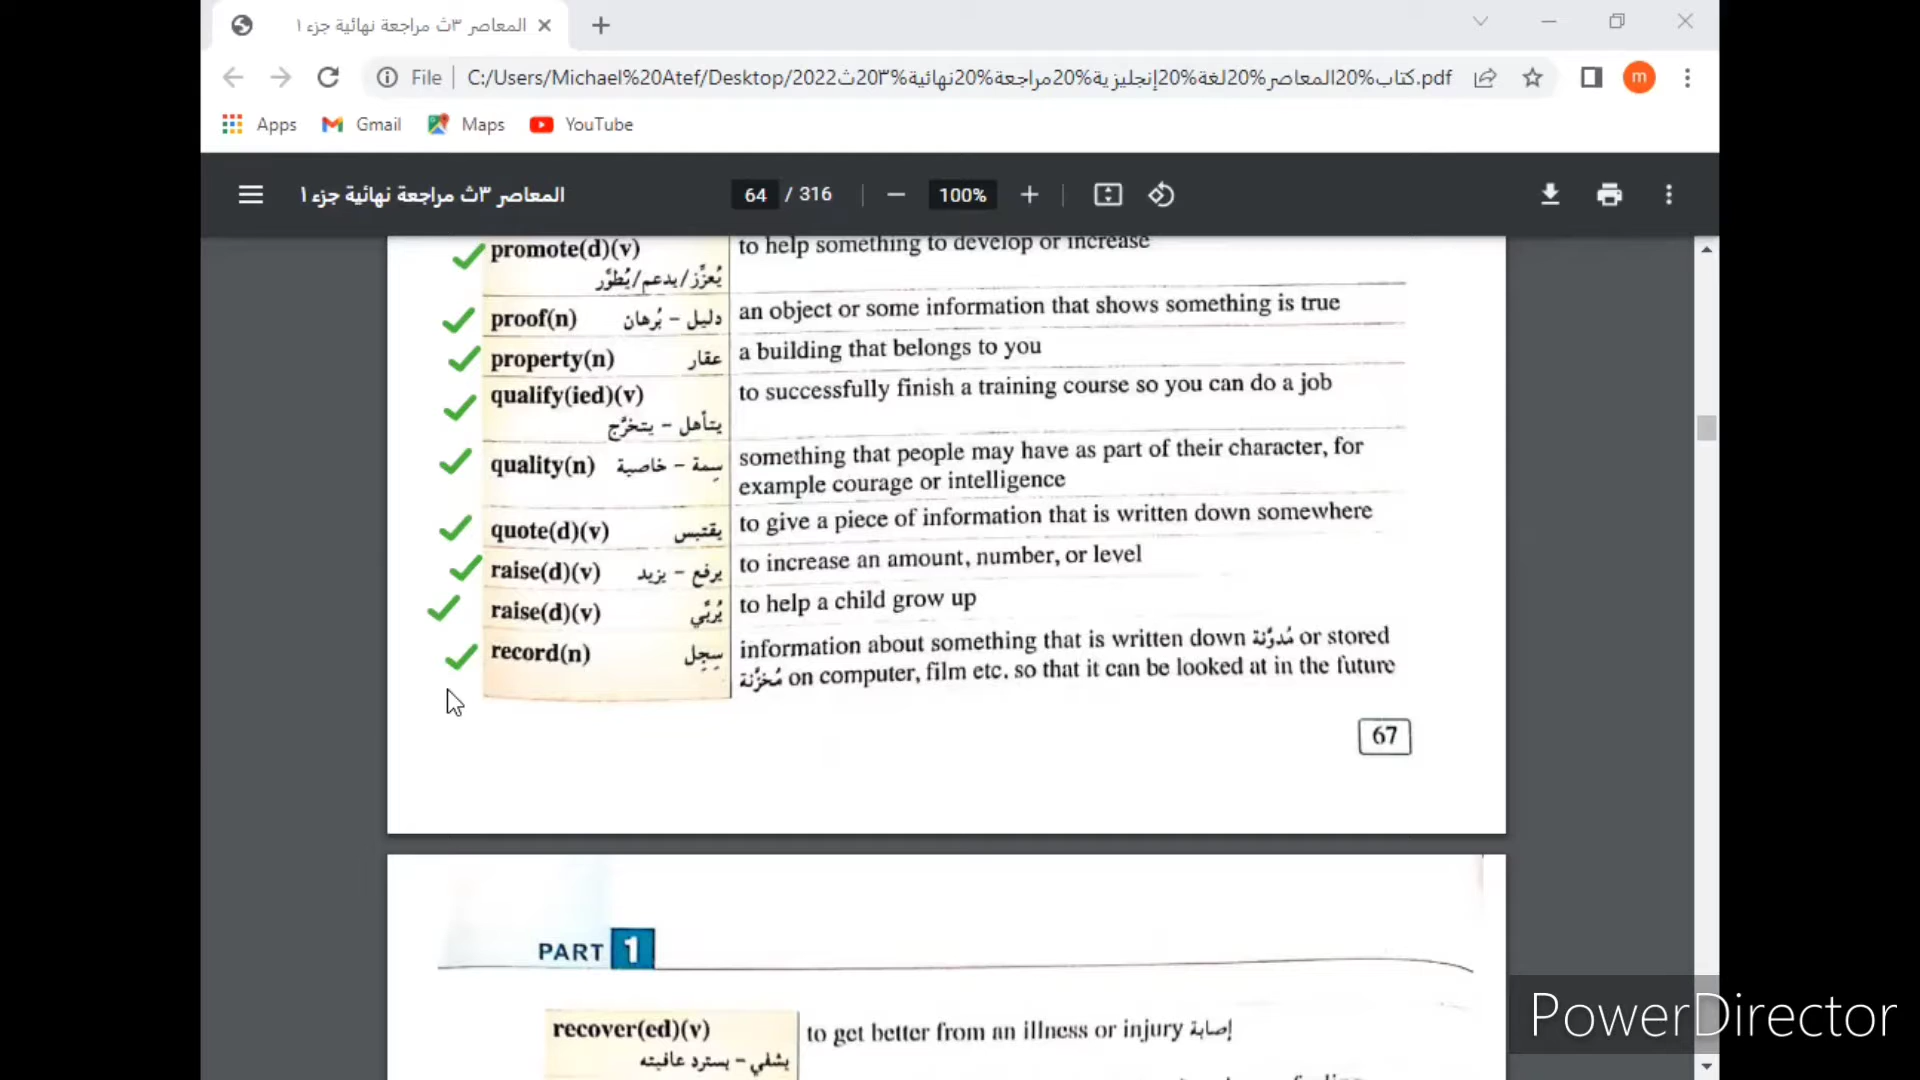 المعاصر ٣ث مراجعة نهائية جزء ١
File | C:/Users/Michael%20Atef/Desktop/2022كتاب%20المعاصر%20لغة%20إنجليزية%20مراجعة%20نهائية%20٣ث.pdf
m
Apps Gmail Maps YouTube
المعاصر ٣ث مراجعة نهائية جزء ١ 64 / 316 100%
promote(d)(v) to help something to develop or increase
يُعزِّز/يدعم/يُطوِّر
proof(n) دليل - بُرهان an object or some information that shows something is true
property(n) عقار a building that belongs to you
qualify(ied)(v) to successfully finish a training course so you can do a job
يتأهل - يتخرَّج
quality(n) سِمة - خاصية something that people may have as part of their character, for
example courage or intelligence
quote(d)(v) يقتبس to give a piece of information that is written down somewhere
raise(d)(v) يرفع - يزيد to increase an amount, number, or level
raise(d)(v) يُربِّي to help a child grow up
record(n) سِجِل information about something that is written down مُدوَّنة or stored
مُخزَّنة on computer, film etc. so that it can be looked at in the future
67
PART 1
recover(ed)(v) to get better from an illness or injury إصابة
يشفي - يسترد عافيته
PowerDirector